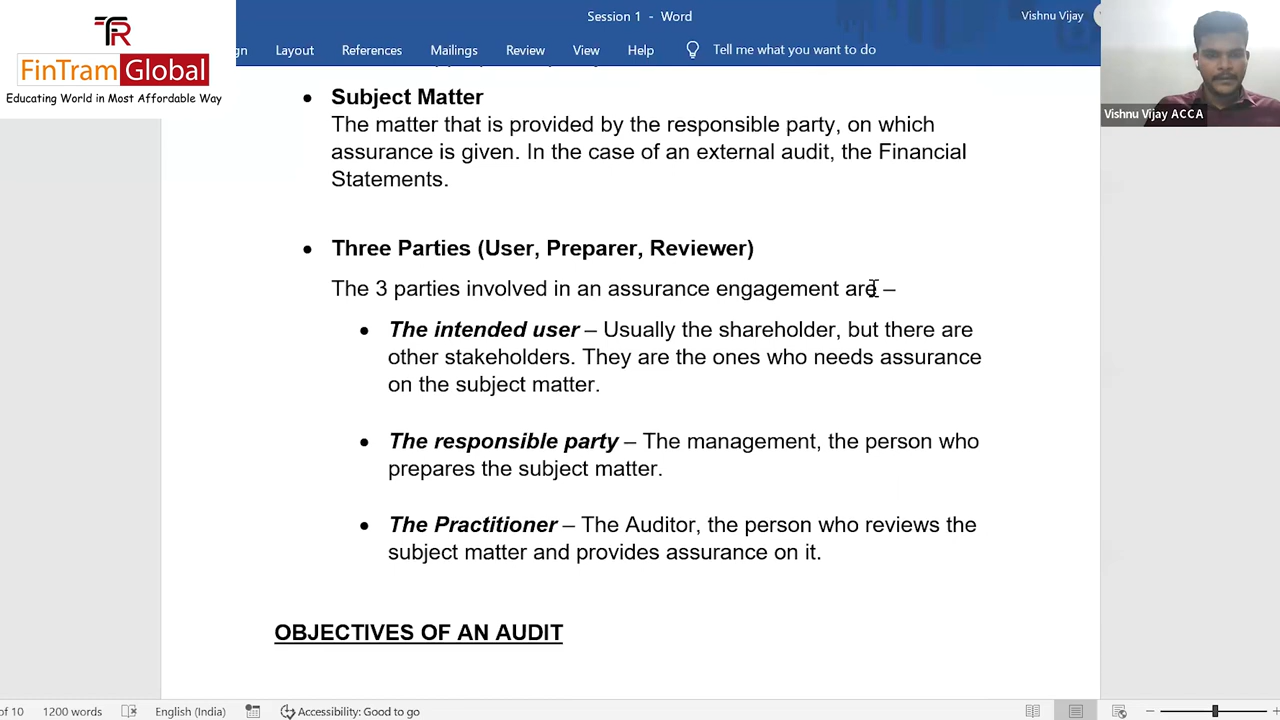 Session 1 - Word
Vishnu Vijay
FR
FinTram Global
Educating World in Most Affordable Way
Layout References Mailings Review View Help Tell me what you want to do
Vishnu Vijay ACCA
• Subject Matter
The matter that is provided by the responsible party, on which
assurance is given. In the case of an external audit, the Financial
Statements.
• Three Parties (User, Preparer, Reviewer)
The 3 parties involved in an assurance engagement are –
• The intended user – Usually the shareholder, but there are
other stakeholders. They are the ones who needs assurance
on the subject matter.
• The responsible party – The management, the person who
prepares the subject matter.
• The Practitioner – The Auditor, the person who reviews the
subject matter and provides assurance on it.
OBJECTIVES OF AN AUDIT
of 10 1200 words English (India) Accessibility: Good to go